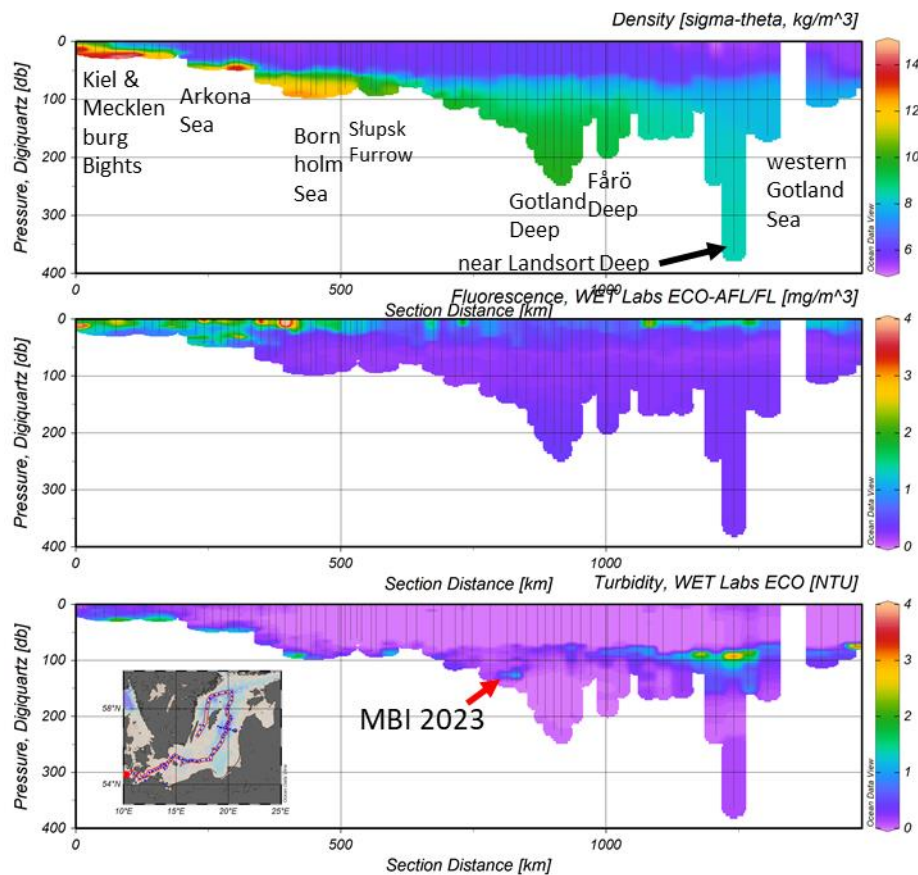 Density [sigma-theta, kg/m^3]
0
100
200
300
400
Pressure, Digiquartz [db]
Kiel &
Mecklen
burg
Bights
Arkona
Sea
Born
holm
Sea
Słupsk
Furrow
Gotland
Deep
Fårö
Deep
near Landsort Deep
western
Gotland
Sea
14
12
10
8
6
Ocean Data View
0
500
1000
Section Distance [km]
Fluorescence, WET Labs ECO-AFL/FL [mg/m^3]
0
100
200
300
400
Pressure, Digiquartz [db]
4
3
2
1
0
Ocean Data View
0
500
1000
Section Distance [km]
Turbidity, WET Labs ECO [NTU]
0
100
200
300
400
Pressure, Digiquartz [db]
MBI 2023
58°N
54°N
10°E
15°E
20°E
25°E
Ocean Data View
4
3
2
1
0
Ocean Data View
0
500
1000
Section Distance [km]